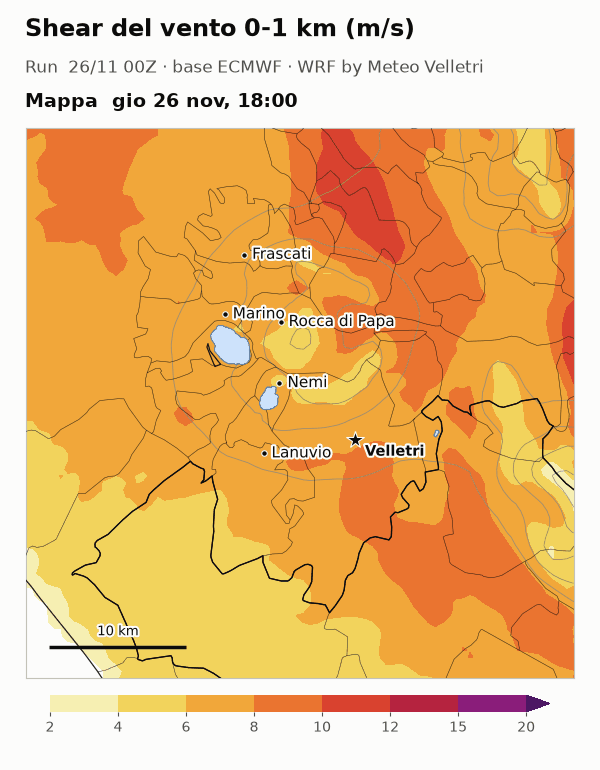 Shear del vento 0-1 km (m/s)
Run 26/11 00Z · base ECMWF · WRF by Meteo Velletri
Mappa gio 26 nov, 18:00
Frascati
Marino
Rocca di Papa
Nemi
Velletri
Lanuvio
10 km
2 4 6 8 10 12 15 20